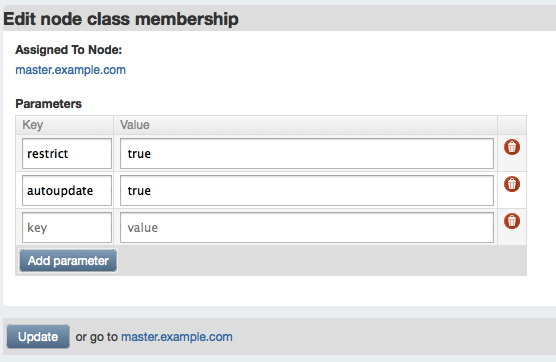 Edit node class membership
Assigned To Node:
master.example.com
Parameters
Key Value
restrict true
autoupdate true
key value
Add parameter
Update or go to master.example.com